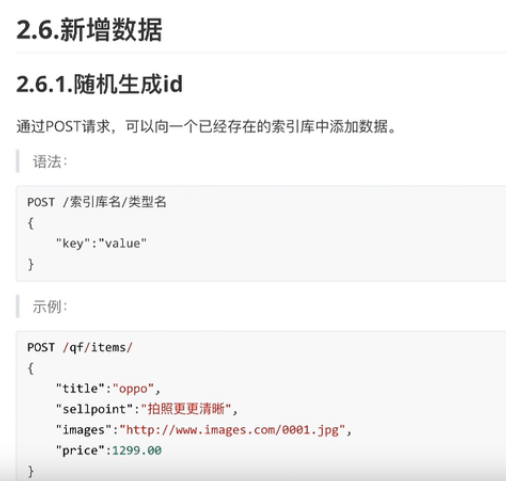 2.6.新增数据
2.6.1.随机生成id
通过POST请求，可以向一个已经存在的索引库中添加数据。
语法：
POST /索引库名/类型名
{
    "key":"value"
}
示例：
POST /qf/items/
{
    "title":"oppo",
    "sellpoint":"拍照更更清晰",
    "images":"http://www.images.com/0001.jpg",
    "price":1299.00
}